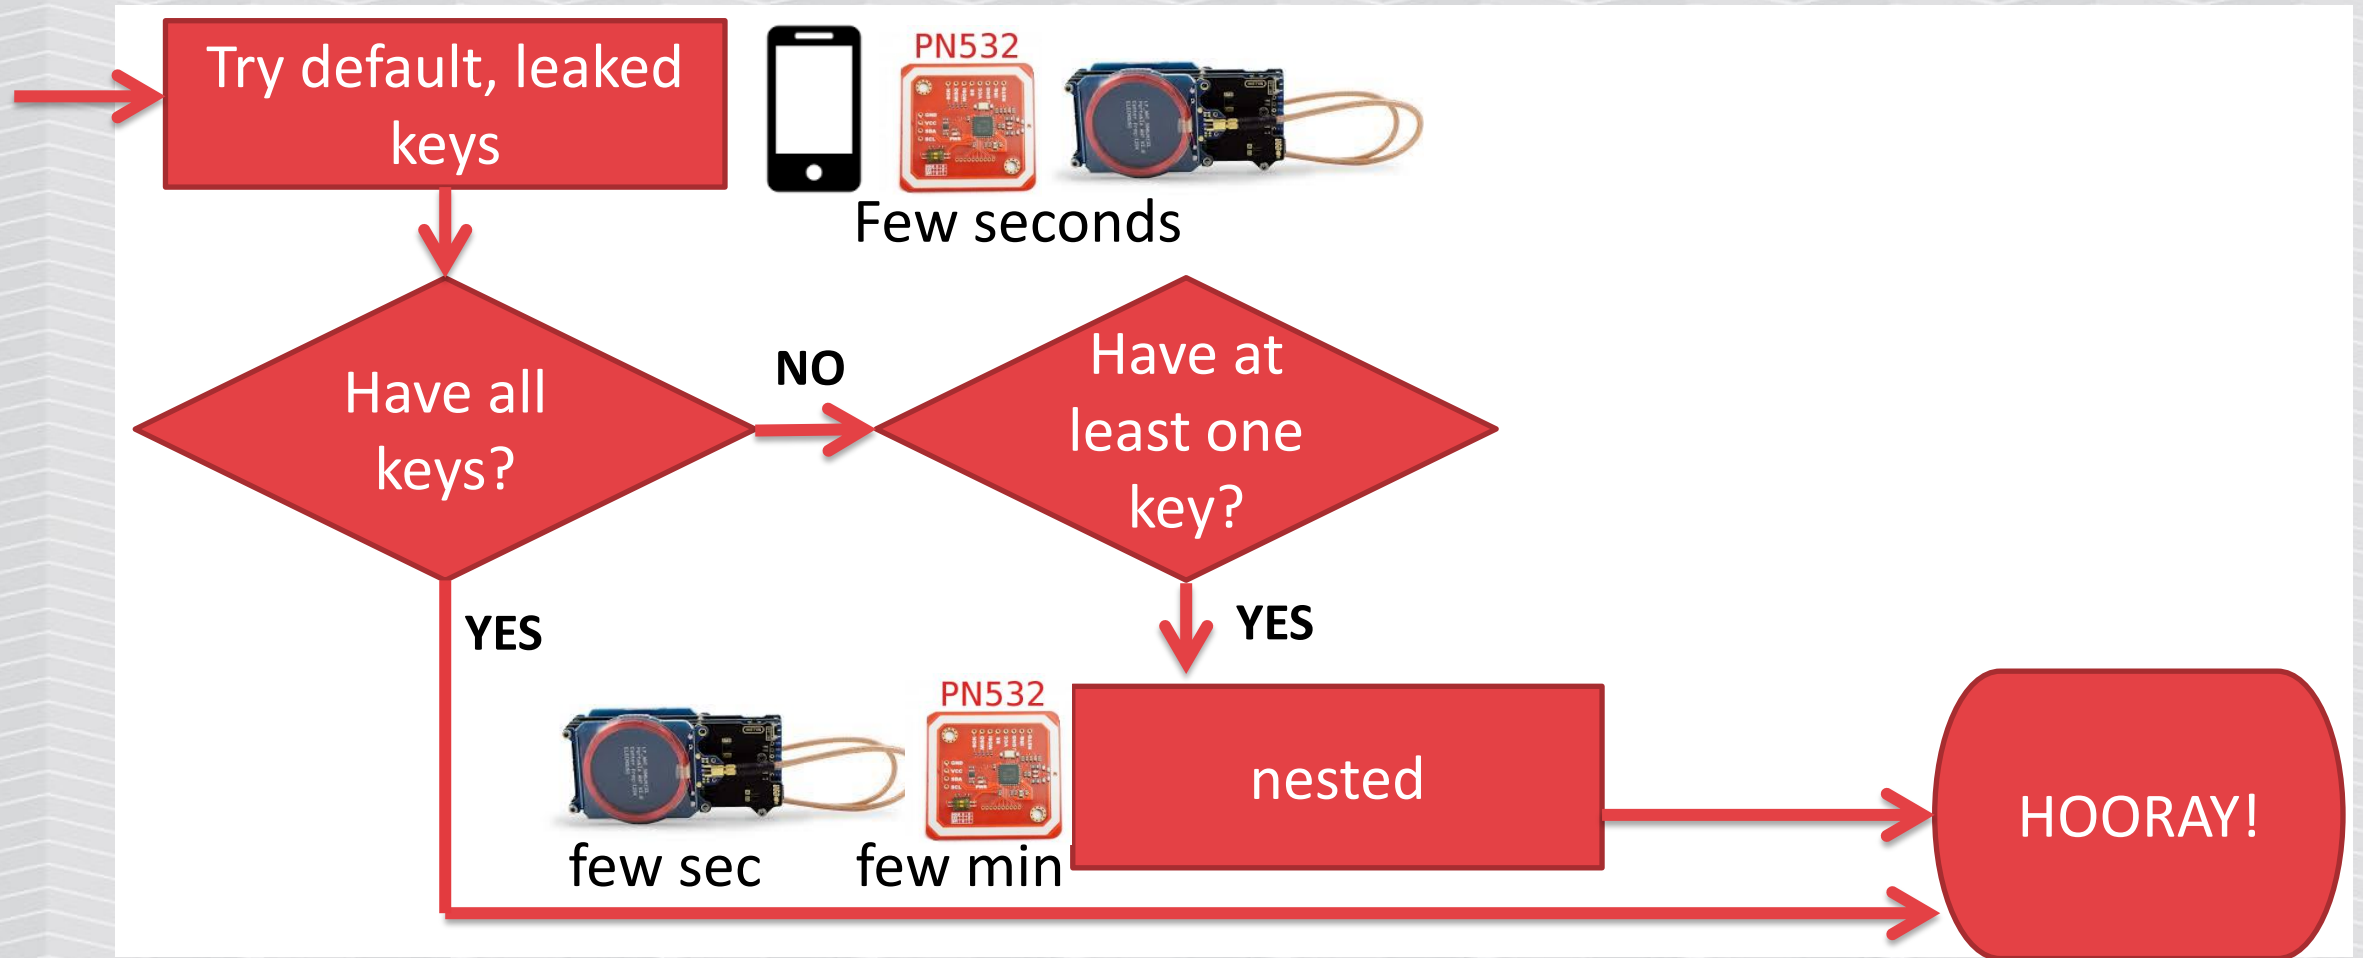 Try default, leaked
keys
PN532
Few seconds
Have all
keys?
NO
Have at
least one
key?
YES
YES
PN532
few sec
few min
nested
HOORAY!